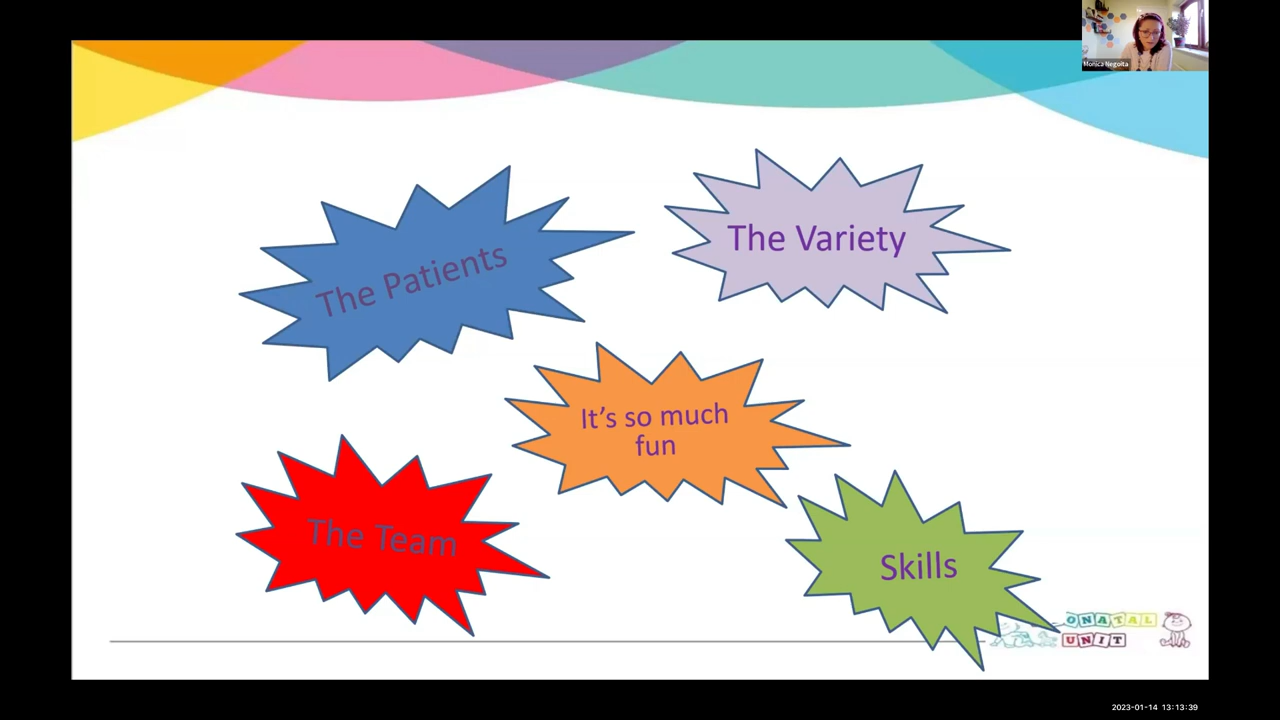 Monica Negoita
The Patients
The Variety
It's so much
fun
The Team
Skills
ONATAL
UNIT
2023-01-14 13:13:39